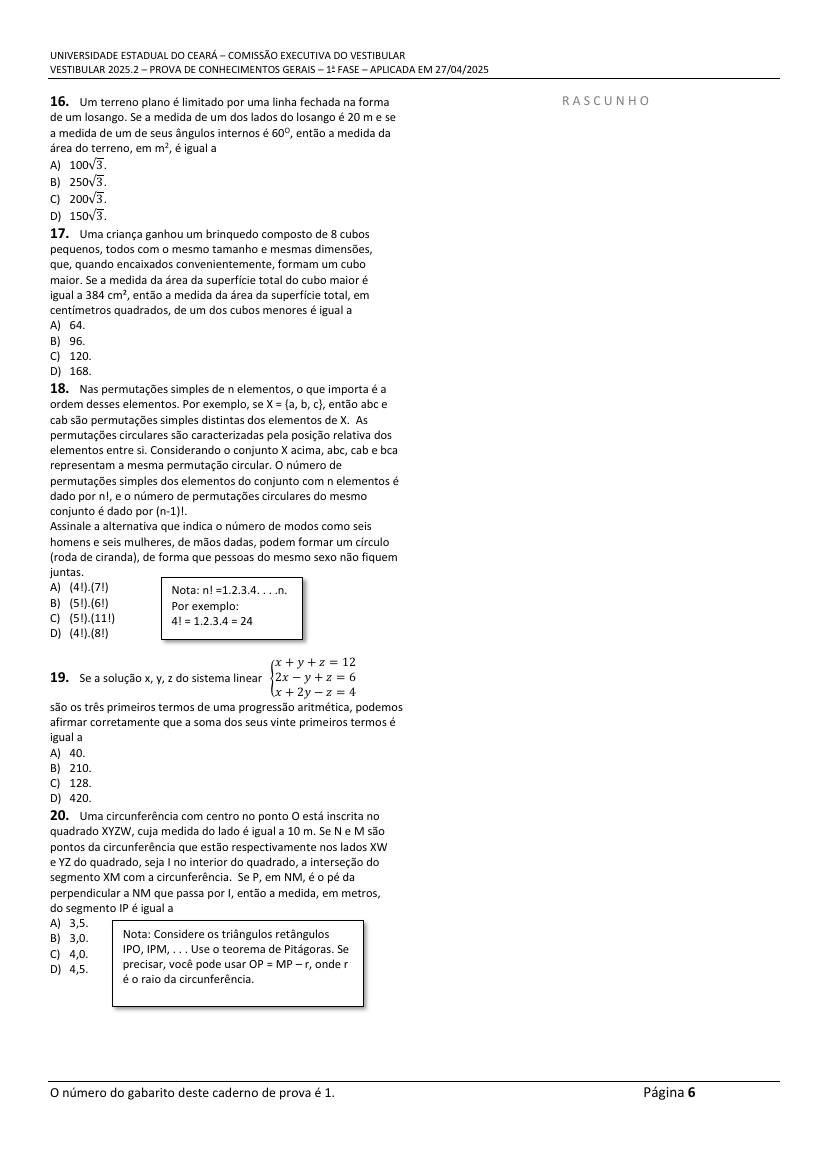 UNIVERSIDADE ESTADUAL DO CEARÁ – COMISSÃO EXECUTIVA DO VESTIBULAR
VESTIBULAR 2025.2 – PROVA DE CONHECIMENTOS GERAIS – 1ª FASE – APLICADA EM 27/04/2025
16. Um terreno plano é limitado por uma linha fechada na forma
de um losango. Se a medida de um dos lados do losango é 20 m e se
a medida de um de seus ângulos internos é 60º, então a medida da
área do terreno, em m², é igual a
A) 100√3.
B) 250√3.
C) 200√3.
D) 150√3.
17. Uma criança ganhou um brinquedo composto de 8 cubos
pequenos, todos com o mesmo tamanho e mesmas dimensões,
que, quando encaixados convenientemente, formam um cubo
maior. Se a medida da área da superfície total do cubo maior é
igual a 384 cm², então a medida da área da superfície total, em
centímetros quadrados, de um dos cubos menores é igual a
A) 64.
B) 96.
C) 120.
D) 168.
18. Nas permutações simples de n elementos, o que importa é a
ordem desses elementos. Por exemplo, se X = {a, b, c}, então abc e
cab são permutações simples distintas dos elementos de X. As
permutações circulares são caracterizadas pela posição relativa dos
elementos entre si. Considerando o conjunto X acima, abc, cab e bca
representam a mesma permutação circular. O número de
permutações simples dos elementos do conjunto com n elementos é
dado por n!, e o número de permutações circulares do mesmo
conjunto é dado por (n-1)!.
Assinale a alternativa que indica o número de modos como seis
homens e seis mulheres, de mãos dadas, podem formar um círculo
(roda de ciranda), de forma que pessoas do mesmo sexo não fiquem
juntas.
A) (4!).(7!)
B) (5!).(6!)
C) (5!).(11!)
D) (4!).(8!)
Nota: n! =1.2.3.4. . . .n.
Por exemplo:
4! = 1.2.3.4 = 24
19. Se a solução x, y, z do sistema linear
x + y + z = 12
2x − y + z = 6
x + 2y − z = 4
são os três primeiros termos de uma progressão aritmética, podemos
afirmar corretamente que a soma dos seus vinte primeiros termos é
igual a
A) 40.
B) 210.
C) 128.
D) 420.
20. Uma circunferência com centro no ponto O está inscrita no
quadrado XYZW, cuja medida do lado é igual a 10 m. Se N e M são
pontos da circunferência que estão respectivamente nos lados XW
e YZ do quadrado, seja I no interior do quadrado, a interseção do
segmento XM com a circunferência. Se P, em NM, é o pé da
perpendicular a NM que passa por I, então a medida, em metros,
do segmento IP é igual a
A) 3,5.
B) 3,0.
C) 4,0.
D) 4,5.
Nota: Considere os triângulos retângulos
IPO, IPM, . . . Use o teorema de Pitágoras. Se
precisar, você pode usar OP = MP – r, onde r
é o raio da circunferência.
RASCUNHO
O número do gabarito deste caderno de prova é 1.
Página 6